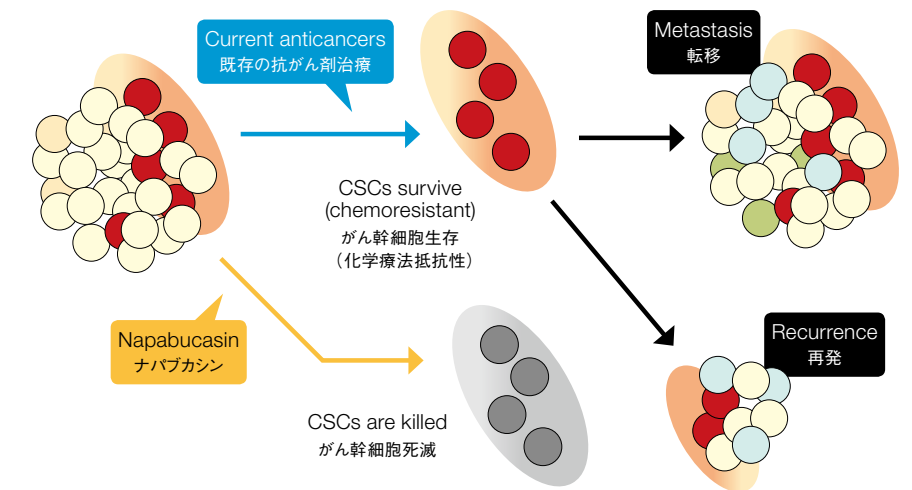 Current anticancers
既存の抗がん剤治療
Metastasis
転移
CSCs survive
(chemoresistant)
がん幹細胞生存
（化学療法抵抗性）
Napabucasin
ナパブカシン
Recurrence
再発
CSCs are killed
がん幹細胞死滅